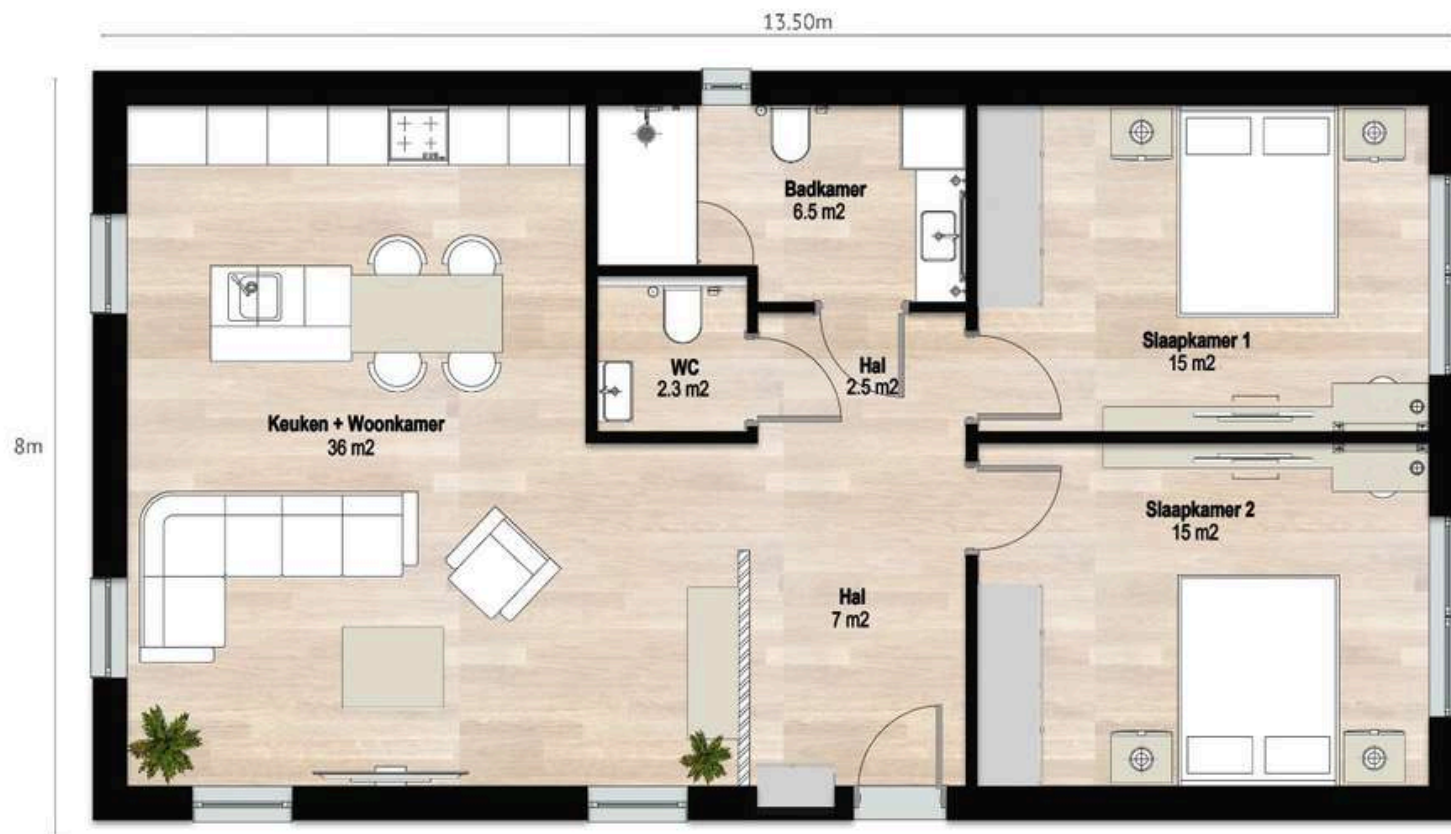 13.50m
8m
Badkamer
6.5 m2
WC
2.3 m2
Hal
2.5 m2
Slaapkamer 1
15 m2
Keuken + Woonkamer
36 m2
Slaapkamer 2
15 m2
Hal
7 m2